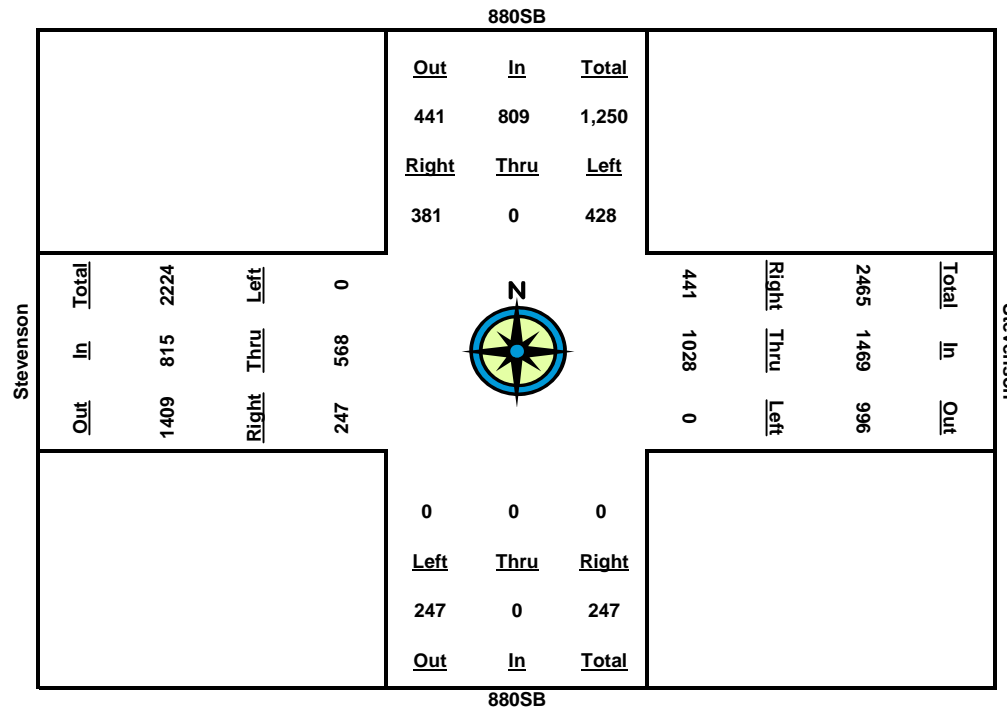 880SB
Out In Total
441 809 1,250
Right Thru Left
381 0 428
Stevenson
Out In Total
1409 815 2224
Right Thru Left
247 568 0
N
Stevenson
Total In Out
2465 1469 996
Right Thru Left
441 1028 0
0 0 0
Left Thru Right
247 0 247
Out In Total
880SB